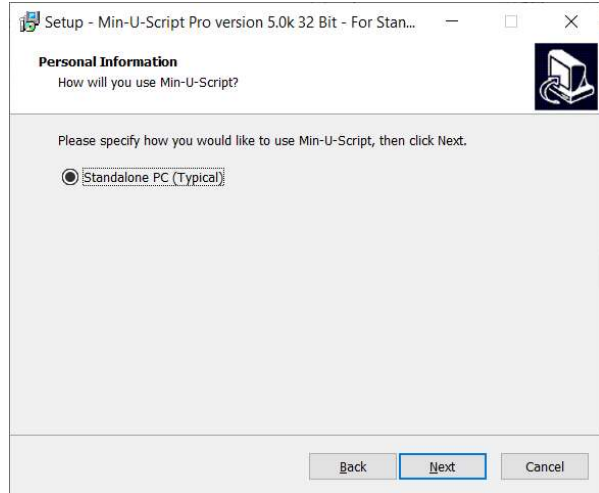 Setup - Min-U-Script Pro version 5.0k 32 Bit - For Stan...
Personal Information
How will you use Min-U-Script?
Please specify how you would like to use Min-U-Script, then click Next.
Standalone PC (Typical)
Back Next Cancel